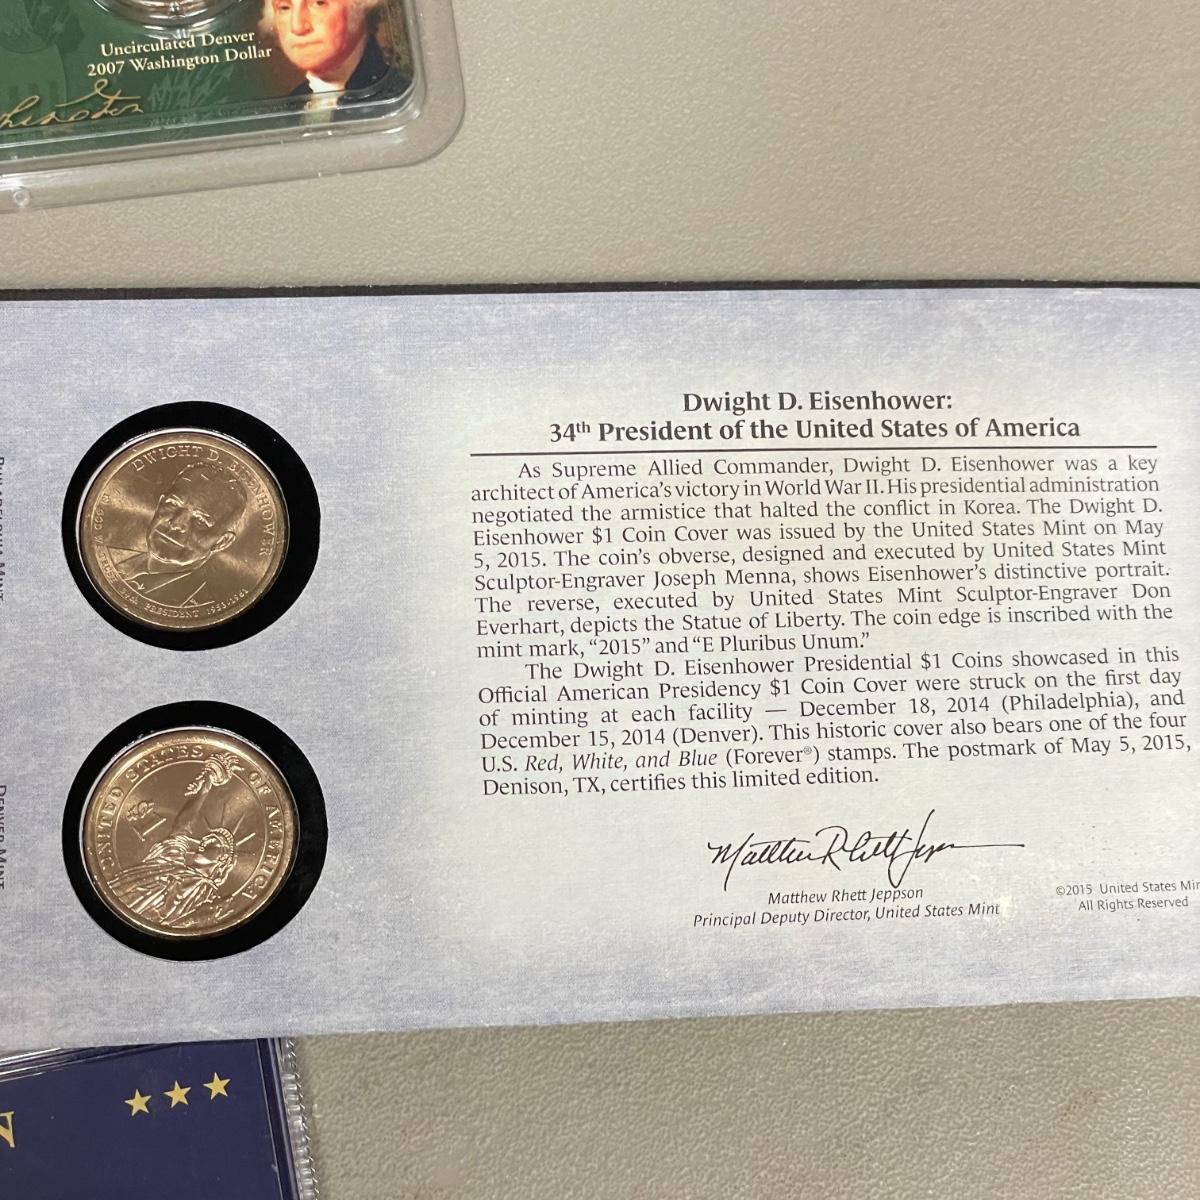 Uncirculated Denver
2007 Washington Dollar
Dwight D. Eisenhower:
34th President of the United States of America
As Supreme Allied Commander, Dwight D. Eisenhower was a key
architect of America's victory in World War II. His presidential administration
negotiated the armistice that halted the conflict in Korea. The Dwight D.
Eisenhower $1 Coin Cover was issued by the United States Mint on May
5, 2015. The coin's obverse, designed and executed by United States Mint
Sculptor-Engraver Joseph Menna, shows Eisenhower's distinctive portrait.
The reverse, executed by United States Mint Sculptor-Engraver Don
Everhart, depicts the Statue of Liberty. The coin edge is inscribed with the
mint mark, "2015" and "E Pluribus Unum."
The Dwight D. Eisenhower Presidential $1 Coins showcased in this
Official American Presidency $1 Coin Cover were struck on the first day
of minting at each facility — December 18, 2014 (Philadelphia), and
December 15, 2014 (Denver). This historic cover also bears one of the four
U.S. Red, White, and Blue (Forever®) stamps. The postmark of May 5, 2015,
Denison, TX, certifies this limited edition.
Matthew Rhett Jeppson
Principal Deputy Director, United States Mint
©2015 United States Min
All Rights Reserved
DWIGHT D. EISENHOWER
IN GOD WE TRUST
34th PRESIDENT 1953-1961
UNITED STATES OF AMERICA
$1
DENVER MINT
N